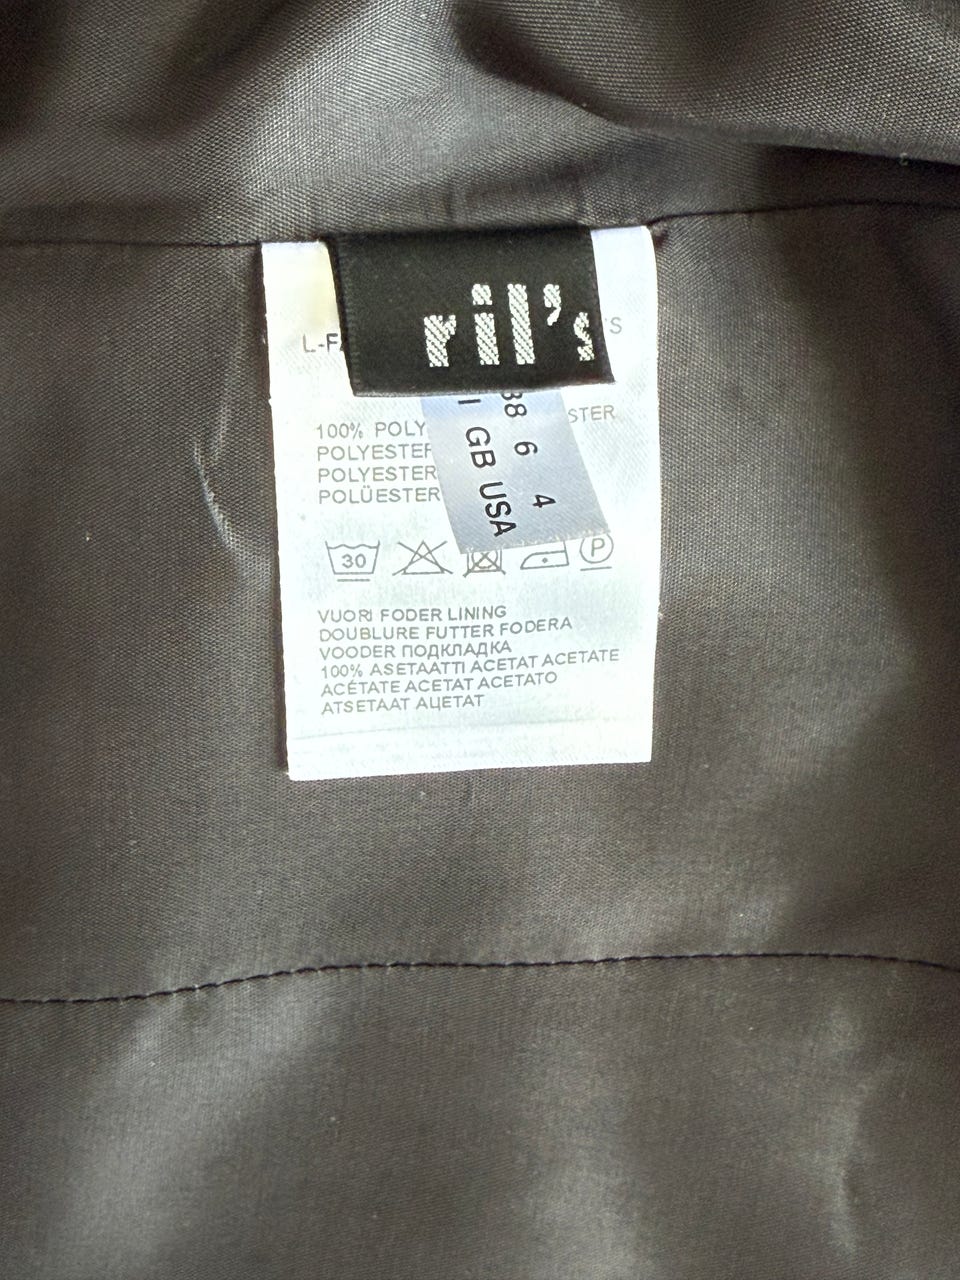 ril's
L-F
'S
38 6 4
I GB USA
100% POLY
STER
POLYESTER
POLYESTER
POLÜESTER
30
P
VUORI FODER LINING
DOUBLURE FUTTER FODERA
VOODER ПОДКЛАДКА
100% ASETAATTI ACETAT ACETATE
ACÉTATE ACETAT ACETATO
ATSETAAT АЦЕТАТ